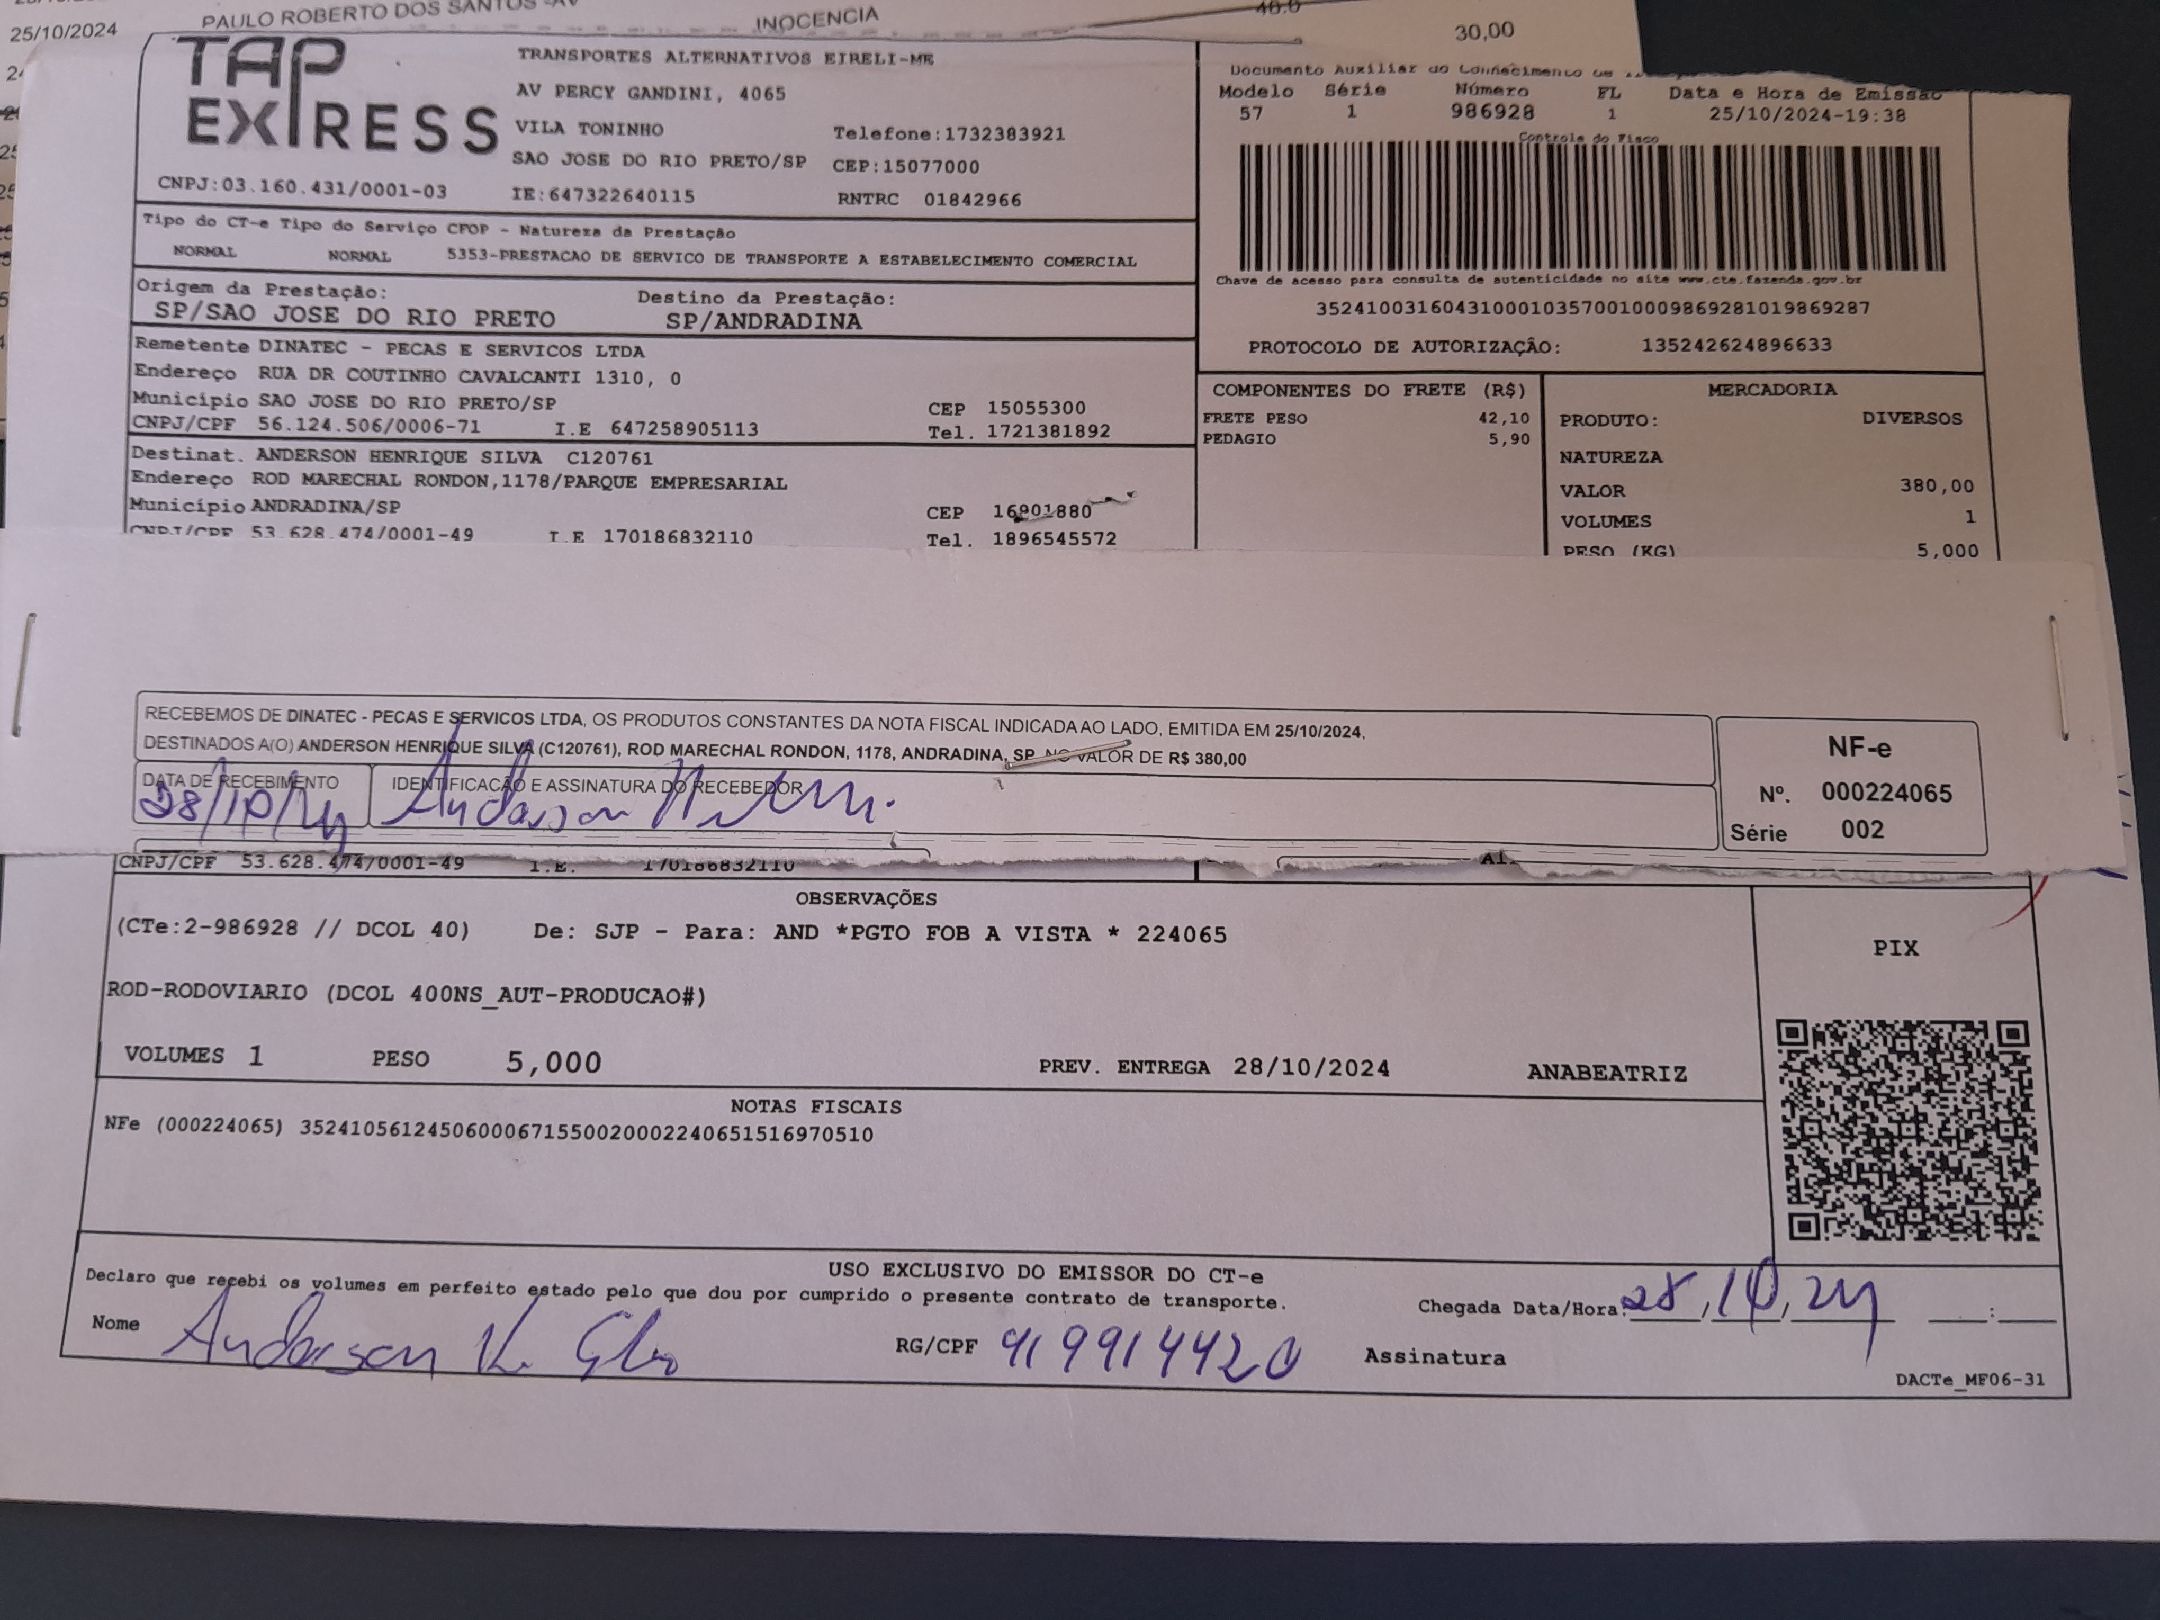 25/10/2024 PAULO ROBERTO DOS SANTOS -AV INOCENCIA 40.0 30,00
TAP EXPRESS
TRANSPORTES ALTERNATIVOS EIRELI-ME
AV PERCY GANDINI, 4065
VILA TONINHO Telefone:1732383921
SAO JOSE DO RIO PRETO/SP CEP:15077000
CNPJ:03.160.431/0001-03 IE:647322640115 RNTRC 01842966
Documento Auxiliar do Conhecimento de
Modelo Série Número FL Data e Hora de Emissão
57 1 986928 1 25/10/2024-19:38
Controle do Fisco
Chave de acesso para consulta de autenticidade no site www.cte.fazenda.gov.br
35241003160431000103570010009869281019869287
PROTOCOLO DE AUTORIZAÇÃO: 135242624896633
Tipo do CT-e Tipo do Serviço CFOP - Natureza da Prestação
NORMAL NORMAL 5353-PRESTACAO DE SERVICO DE TRANSPORTE A ESTABELECIMENTO COMERCIAL
Origem da Prestação: Destino da Prestação:
SP/SAO JOSE DO RIO PRETO SP/ANDRADINA
Remetente DINATEC - PECAS E SERVICOS LTDA
Endereço RUA DR COUTINHO CAVALCANTI 1310, 0
Município SAO JOSE DO RIO PRETO/SP CEP 15055300
CNPJ/CPF 56.124.506/0006-71 I.E 647258905113 Tel. 1721381892
Destinat. ANDERSON HENRIQUE SILVA C120761
Endereço ROD MARECHAL RONDON,1178/PARQUE EMPRESARIAL
Município ANDRADINA/SP CEP 16901880
CNPJ/CPF 53.628.474/0001-49 I.E 170186832110 Tel. 1896545572
COMPONENTES DO FRETE (R$)
FRETE PESO 42,10
PEDAGIO 5,90
MERCADORIA
PRODUTO: DIVERSOS
NATUREZA
VALOR 380,00
VOLUMES 1
PESO (KG) 5,000
RECEBEMOS DE DINATEC - PECAS E SERVICOS LTDA, OS PRODUTOS CONSTANTES DA NOTA FISCAL INDICADA AO LADO, EMITIDA EM 25/10/2024,
DESTINADOS A(O) ANDERSON HENRIQUE SILVA (C120761), ROD MARECHAL RONDON, 1178, ANDRADINA, SP, NO VALOR DE R$ 380,00
DATA DE RECEBIMENTO IDENTIFICAÇÃO E ASSINATURA DO RECEBEDOR
28/10/24 Anderson
NF-e
Nº. 000224065
Série 002
CNPJ/CPF 53.628.474/0001-49 I.E. 170186832110
OBSERVAÇÕES
(CTe:2-986928 // DCOL 40) De: SJP - Para: AND *PGTO FOB A VISTA * 224065
ROD-RODOVIARIO (DCOL 400NS_AUT-PRODUCAO#)
VOLUMES 1 PESO 5,000 PREV. ENTREGA 28/10/2024 ANABEATRIZ
PIX
NOTAS FISCAIS
NFe (000224065) 35241056124506000671550020002240651516970510
USO EXCLUSIVO DO EMISSOR DO CT-e
Declaro que recebi os volumes em perfeito estado pelo que dou por cumprido o presente contrato de transporte.
Chegada Data/Hora: 28,10,24 :
Nome Anderson H. RG/CPF 419914420 Assinatura
DACTe_MF06-31